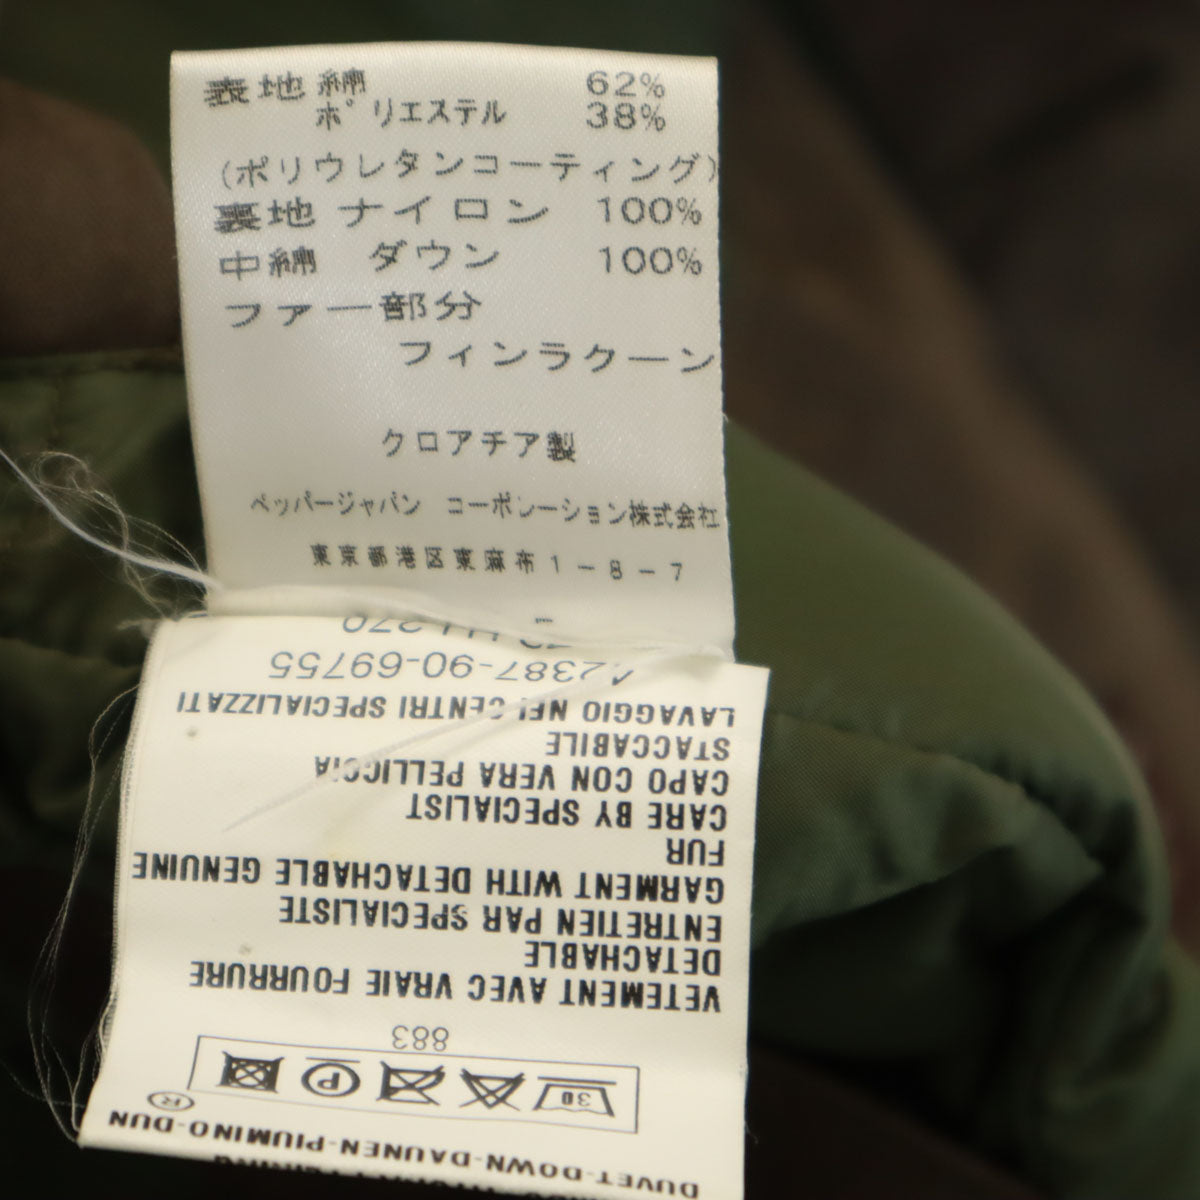 表地 綿 62%
ポリエステル 38%
(ポリウレタンコーティング)
裏地 ナイロン 100%
中綿 ダウン 100%
ファー部分
フィンラクーン
クロアチア製
ペッパージャパン コーポレーション株式会社
東京都港区東麻布1-8-7
DUVET-DOWN-DAUNEN-PIUMINO-DUN ®
30 P
883
VETEMENT AVEC VRAIE FOURRURE
DETACHABLE
ENTRETIEN PAR SPECIALISTE
GARMENT WITH DETACHABLE GENUINE
FUR
CARE BY SPECIALIST
CAPO CON VERA PELLICCIA
STACCABILE
LAVAGGIO NEI CENTRI SPECIALIZZATI
42387-90-69755